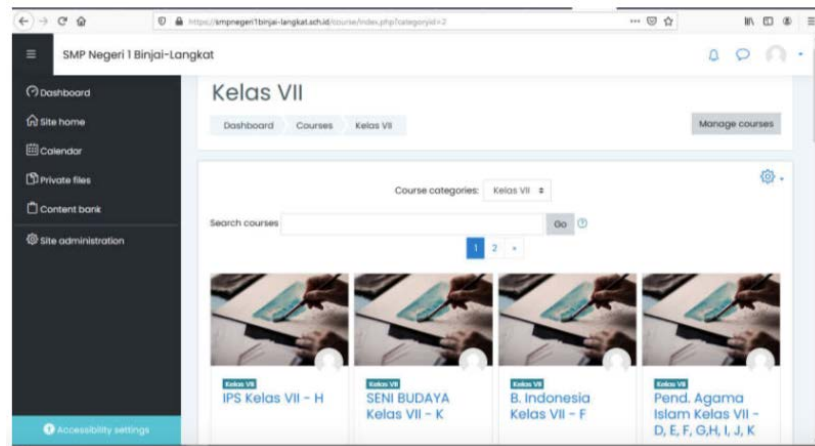 https://smpnegeri1binjai-langkat.sch.id/course/index.php?categoryid=2
SMP Negeri 1 Binjai-Langkat
Dashboard
Site home
Calendar
Private files
Content bank
Site administration
Accessibility settings
Kelas VII
Dashboard Courses Kelas VII
Manage courses
Course categories: Kelas VII
Search courses Go
1 2 »
Kelas VII
IPS Kelas VII - H
Kelas VII
SENI BUDAYA
Kelas VII - K
Kelas VII
B. Indonesia
Kelas VII - F
Kelas VII
Pend. Agama
Islam Kelas VII -
D, E, F, G,H, I, J, K